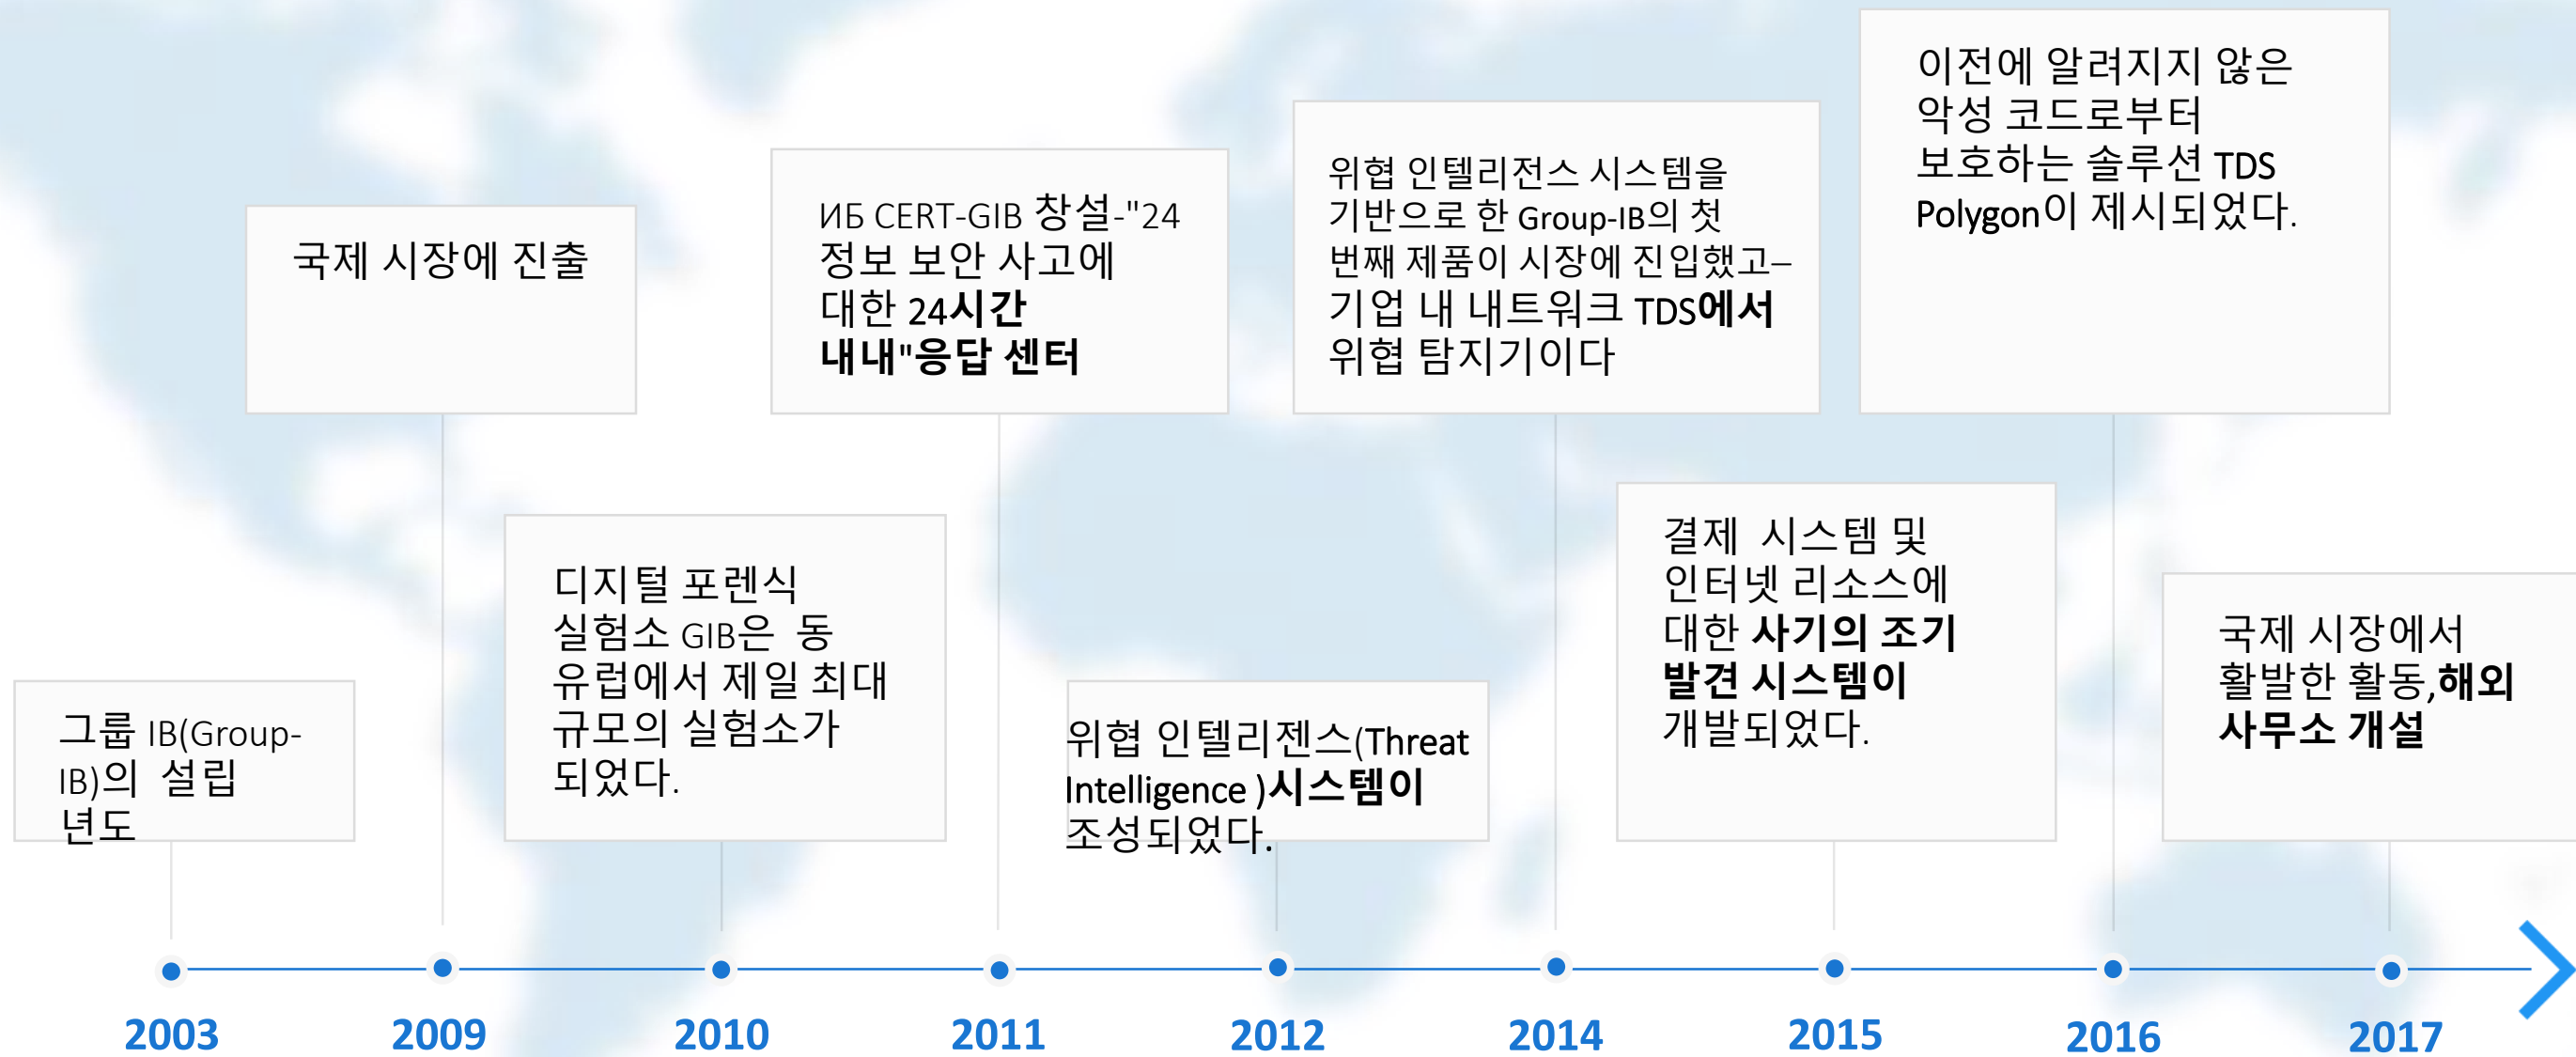 그룹 IB(Group-
IB)의 설립
년도
국제 시장에 진출
디지털 포렌식
실험소 GIB은 동
유럽에서 제일 최대
규모의 실험소가
되었다.
ИБ CERT-GIB 창설-"24
정보 보안 사고에
대한 24시간
내내"응답 센터
위협 인텔리젠스(Threat
Intelligence )시스템이
조성되었다.
위협 인텔리전스 시스템을
기반으로 한 Group-IB의 첫
번째 제품이 시장에 진입했고–
기업 내 내트워크 TDS에서
위협 탐지기이다
결제 시스템 및
인터넷 리소스에
대한 사기의 조기
발견 시스템이
개발되었다.
이전에 알려지지 않은
악성 코드로부터
보호하는 솔루션 TDS
Polygon이 제시되었다.
국제 시장에서
활발한 활동,해외
사무소 개설
2003 2009 2010 2011 2012 2014 2015 2016 2017